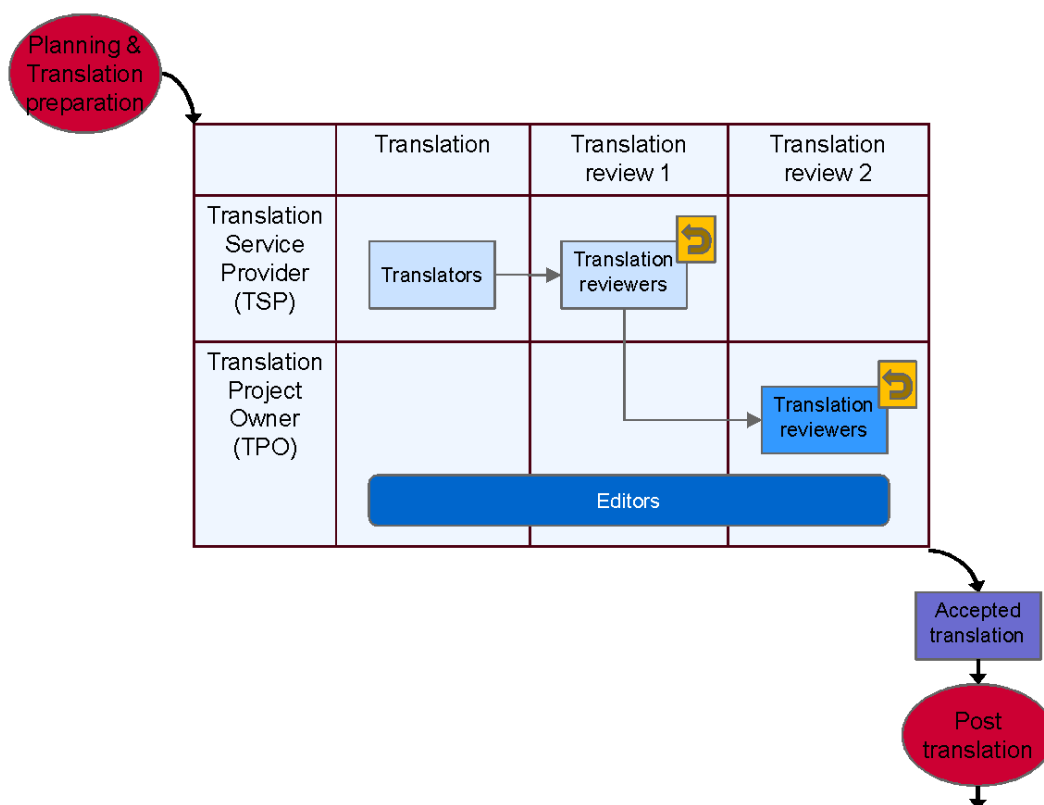 Planning &
Translation
preparation
Translation
Translation
review 1
Translation
review 2
Translation
Service
Provider
(TSP)
Translators
Translation
reviewers
Translation
Project
Owner
(TPO)
Translation
reviewers
Editors
Accepted
translation
Post
translation